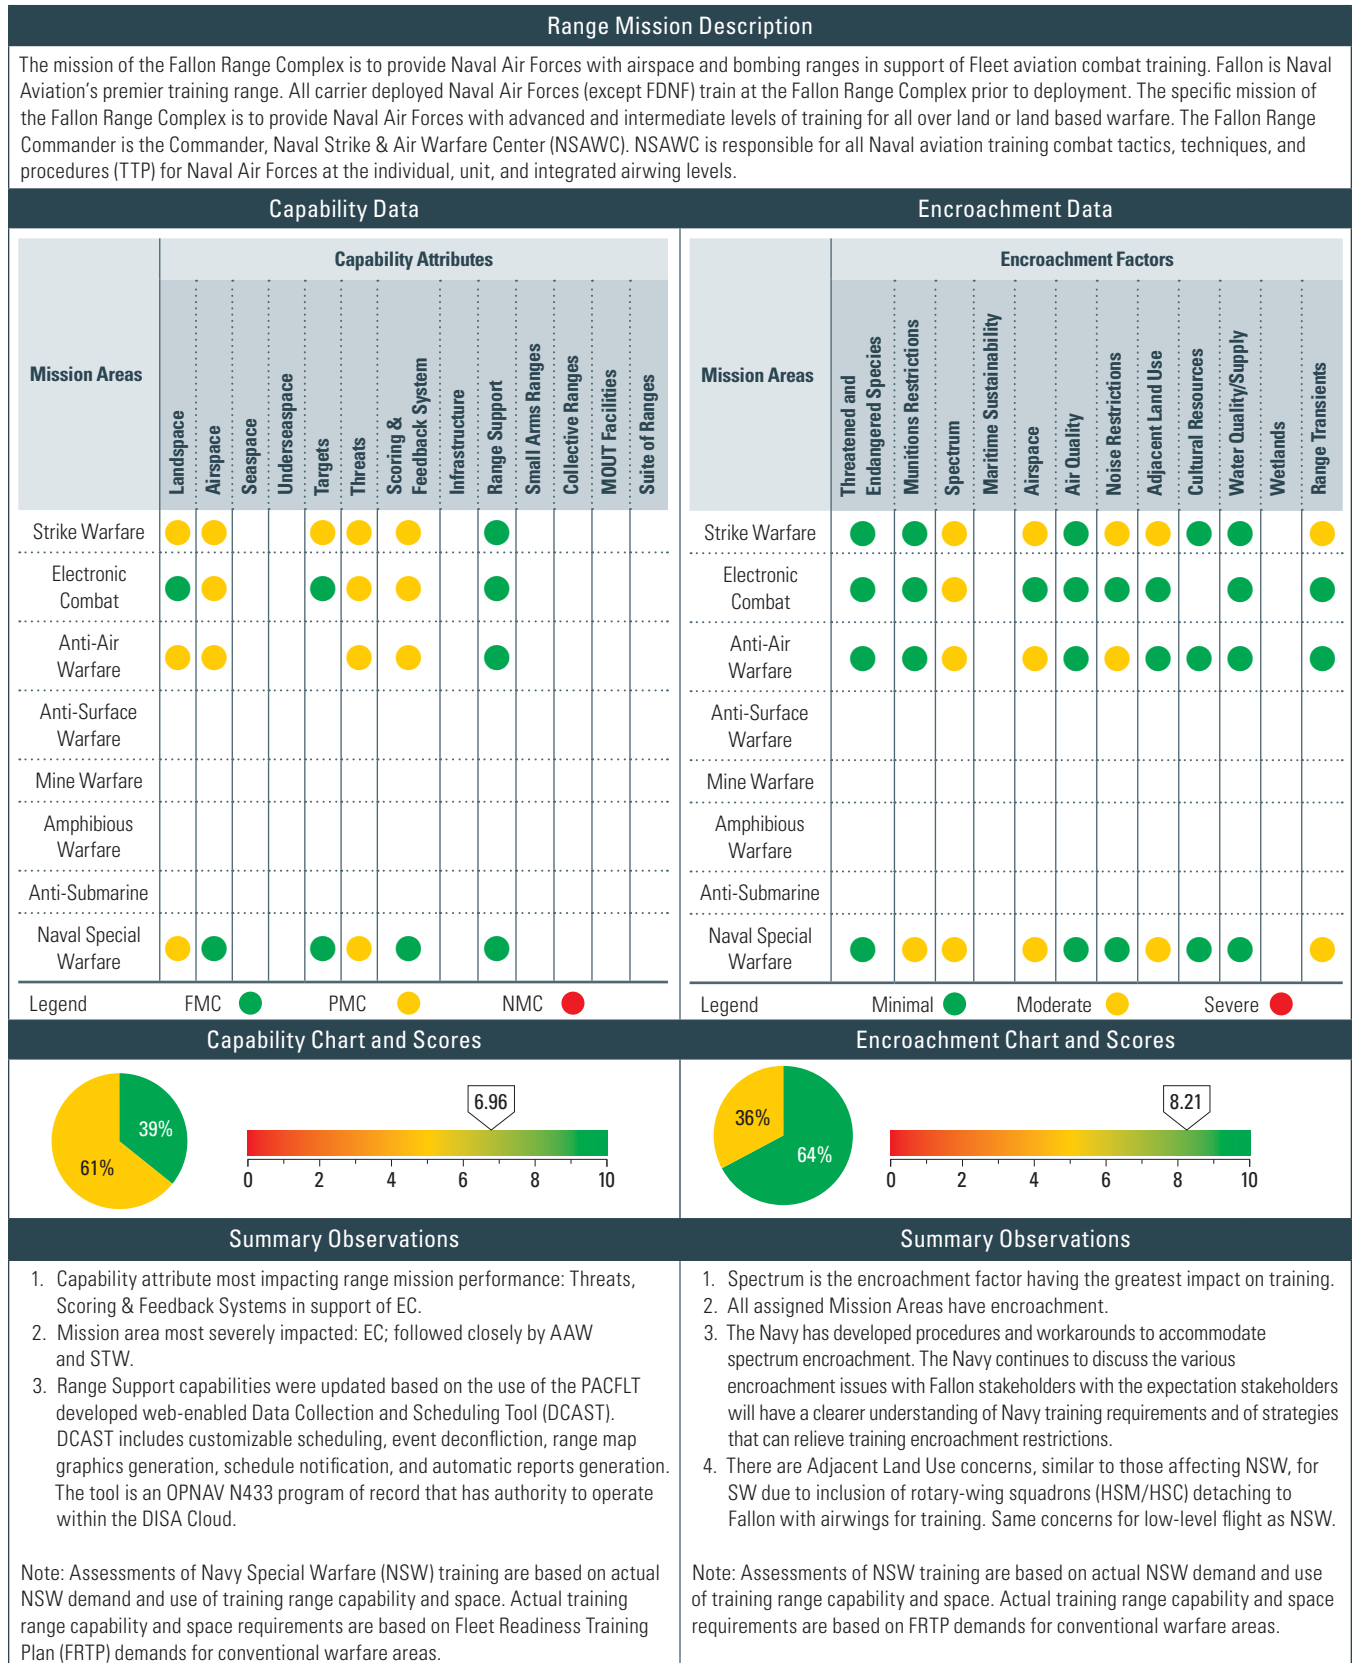 Range Mission Description
The mission of the Fallon Range Complex is to provide Naval Air Forces with airspace and bombing ranges in support of Fleet aviation combat training. Fallon is Naval
Aviation's premier training range. All carrier deployed Naval Air Forces (except FDNF) train at the Fallon Range Complex prior to deployment. The specific mission of
the Fallon Range Complex is to provide Naval Air Forces with advanced and intermediate levels of training for all over land or land based warfare. The Fallon Range
Commander is the Commander, Naval Strike & Air Warfare Center (NSAWC). NSAWC is responsible for all Naval aviation training combat tactics, techniques, and
procedures (TTP) for Naval Air Forces at the individual, unit, and integrated airwing levels.
Capability Data
Mission Areas
Capability Attributes
Landspace
Airspace
Seaspace
Underseaspace
Targets
Threats
Scoring &
Feedback System
Infrastructure
Range Support
Small Arms Ranges
Collective Ranges
MOUT Facilities
Suite of Ranges
Strike Warfare
Electronic
Combat
Anti-Air
Warfare
Anti-Surface
Warfare
Mine Warfare
Amphibious
Warfare
Anti-Submarine
Naval Special
Warfare
Legend FMC PMC NMC
Encroachment Data
Mission Areas
Encroachment Factors
Threatened and
Endangered Species
Munitions Restrictions
Spectrum
Maritime Sustainability
Airspace
Air Quality
Noise Restrictions
Adjacent Land Use
Cultural Resources
Water Quality/Supply
Wetlands
Range Transients
Strike Warfare
Electronic
Combat
Anti-Air
Warfare
Anti-Surface
Warfare
Mine Warfare
Amphibious
Warfare
Anti-Submarine
Naval Special
Warfare
Legend Minimal Moderate Severe
Capability Chart and Scores
39%
61%
6.96
0 2 4 6 8 10
Encroachment Chart and Scores
36%
64%
8.21
0 2 4 6 8 10
Summary Observations
1. Capability attribute most impacting range mission performance: Threats,
Scoring & Feedback Systems in support of EC.
2. Mission area most severely impacted: EC; followed closely by AAW
and STW.
3. Range Support capabilities were updated based on the use of the PACFLT
developed web-enabled Data Collection and Scheduling Tool (DCAST).
DCAST includes customizable scheduling, event deconfliction, range map
graphics generation, schedule notification, and automatic reports generation.
The tool is an OPNAV N433 program of record that has authority to operate
within the DISA Cloud.
Note: Assessments of Navy Special Warfare (NSW) training are based on actual
NSW demand and use of training range capability and space. Actual training
range capability and space requirements are based on Fleet Readiness Training
Plan (FRTP) demands for conventional warfare areas.
Summary Observations
1. Spectrum is the encroachment factor having the greatest impact on training.
2. All assigned Mission Areas have encroachment.
3. The Navy has developed procedures and workarounds to accommodate
spectrum encroachment. The Navy continues to discuss the various
encroachment issues with Fallon stakeholders with the expectation stakeholders
will have a clearer understanding of Navy training requirements and of strategies
that can relieve training encroachment restrictions.
4. There are Adjacent Land Use concerns, similar to those affecting NSW, for
SW due to inclusion of rotary-wing squadrons (HSM/HSC) detaching to
Fallon with airwings for training. Same concerns for low-level flight as NSW.
Note: Assessments of NSW training are based on actual NSW demand and use
of training range capability and space. Actual training range capability and space
requirements are based on FRTP demands for conventional warfare areas.